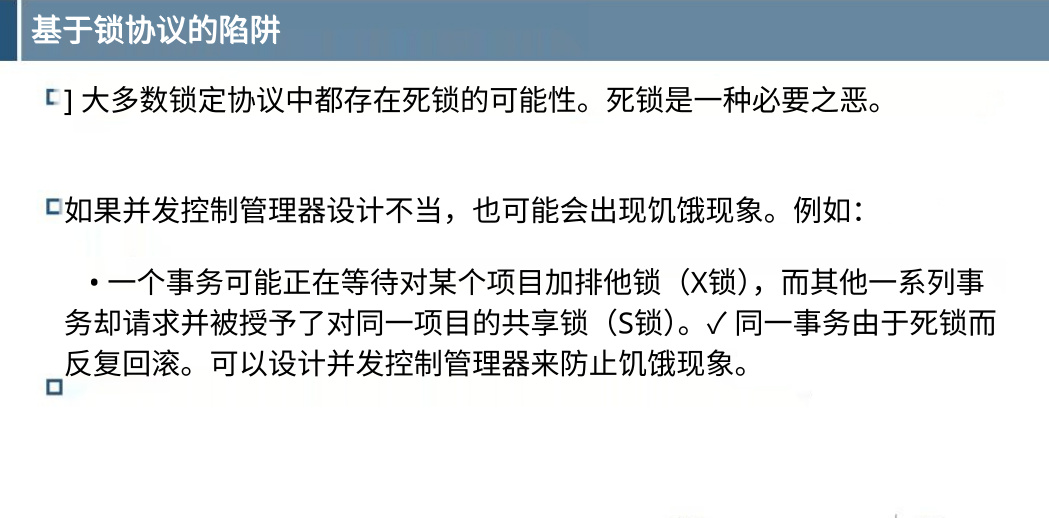 基于锁协议的陷阱
] 大多数锁定协议中都存在死锁的可能性。死锁是一种必要之恶。
如果并发控制管理器设计不当，也可能会出现饥饿现象。例如：
• 一个事务可能正在等待对某个项目加排他锁（X锁），而其他一系列事
务却请求并被授予了对同一项目的共享锁（S锁）。✓ 同一事务由于死锁而
反复回滚。可以设计并发控制管理器来防止饥饿现象。